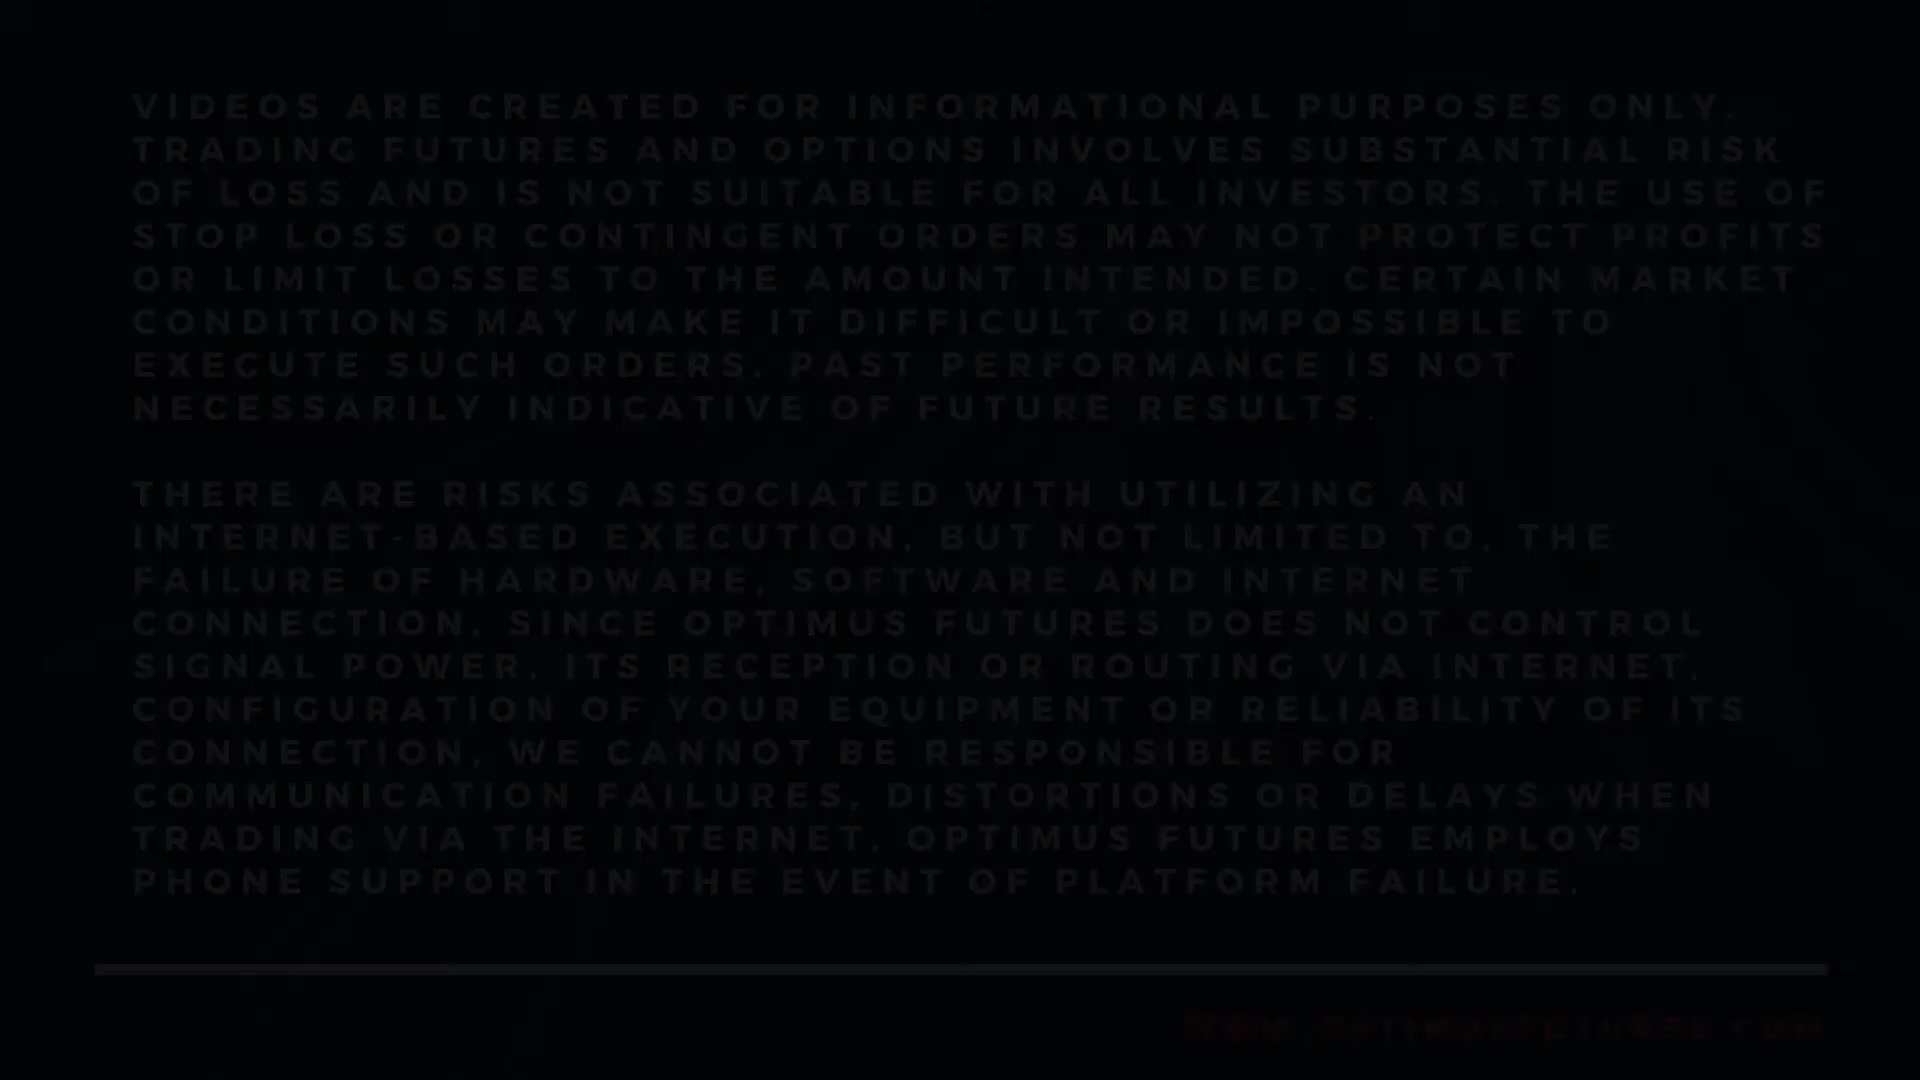 VIDEOS ARE CREATED FOR INFORMATIONAL PURPOSES ONLY.
TRADING FUTURES AND OPTIONS INVOLVES SUBSTANTIAL RISK
OF LOSS AND IS NOT SUITABLE FOR ALL INVESTORS. THE USE OF
STOP LOSS OR CONTINGENT ORDERS MAY NOT PROTECT PROFITS
OR LIMIT LOSSES TO THE AMOUNT INTENDED. CERTAIN MARKET
CONDITIONS MAY MAKE IT DIFFICULT OR IMPOSSIBLE TO
EXECUTE SUCH ORDERS. PAST PERFORMANCE IS NOT
NECESSARILY INDICATIVE OF FUTURE RESULTS.
THERE ARE RISKS ASSOCIATED WITH UTILIZING AN
INTERNET-BASED EXECUTION, BUT NOT LIMITED TO, THE
FAILURE OF HARDWARE, SOFTWARE AND INTERNET
CONNECTION. SINCE OPTIMUS FUTURES DOES NOT CONTROL
SIGNAL POWER, ITS RECEPTION OR ROUTING VIA INTERNET,
CONFIGURATION OF YOUR EQUIPMENT OR RELIABILITY OF ITS
CONNECTION, WE CANNOT BE RESPONSIBLE FOR
COMMUNICATION FAILURES, DISTORTIONS OR DELAYS WHEN
TRADING VIA THE INTERNET. OPTIMUS FUTURES EMPLOYS
PHONE SUPPORT IN THE EVENT OF PLATFORM FAILURE.
WWW.OPTIMUSFUTURES.COM